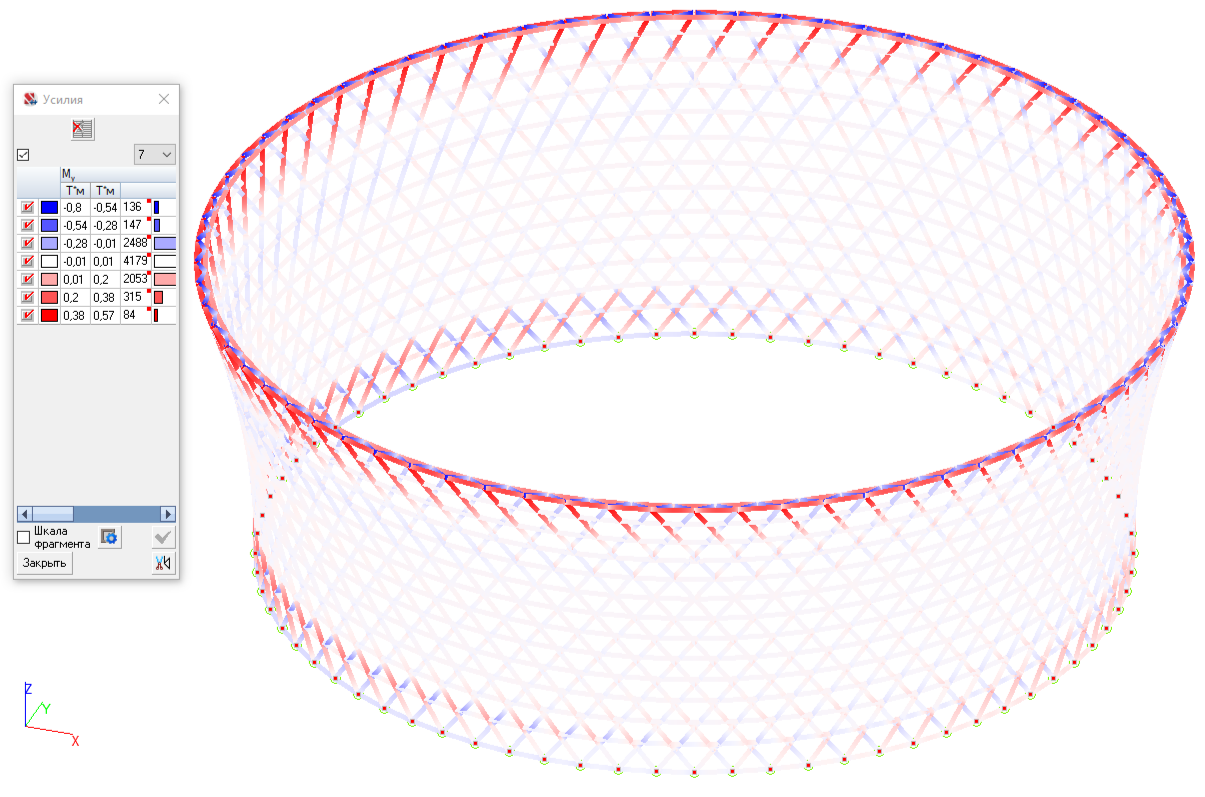 Усилия
7
My
Т*м Т*м
-0,8 -0,54 136
-0,54 -0,28 147
-0,28 -0,01 2488
-0,01 0,01 4179
0,01 0,2 2053
0,2 0,38 315
0,38 0,57 84
Шкала
фрагмента
Закрыть
Z
Y
X